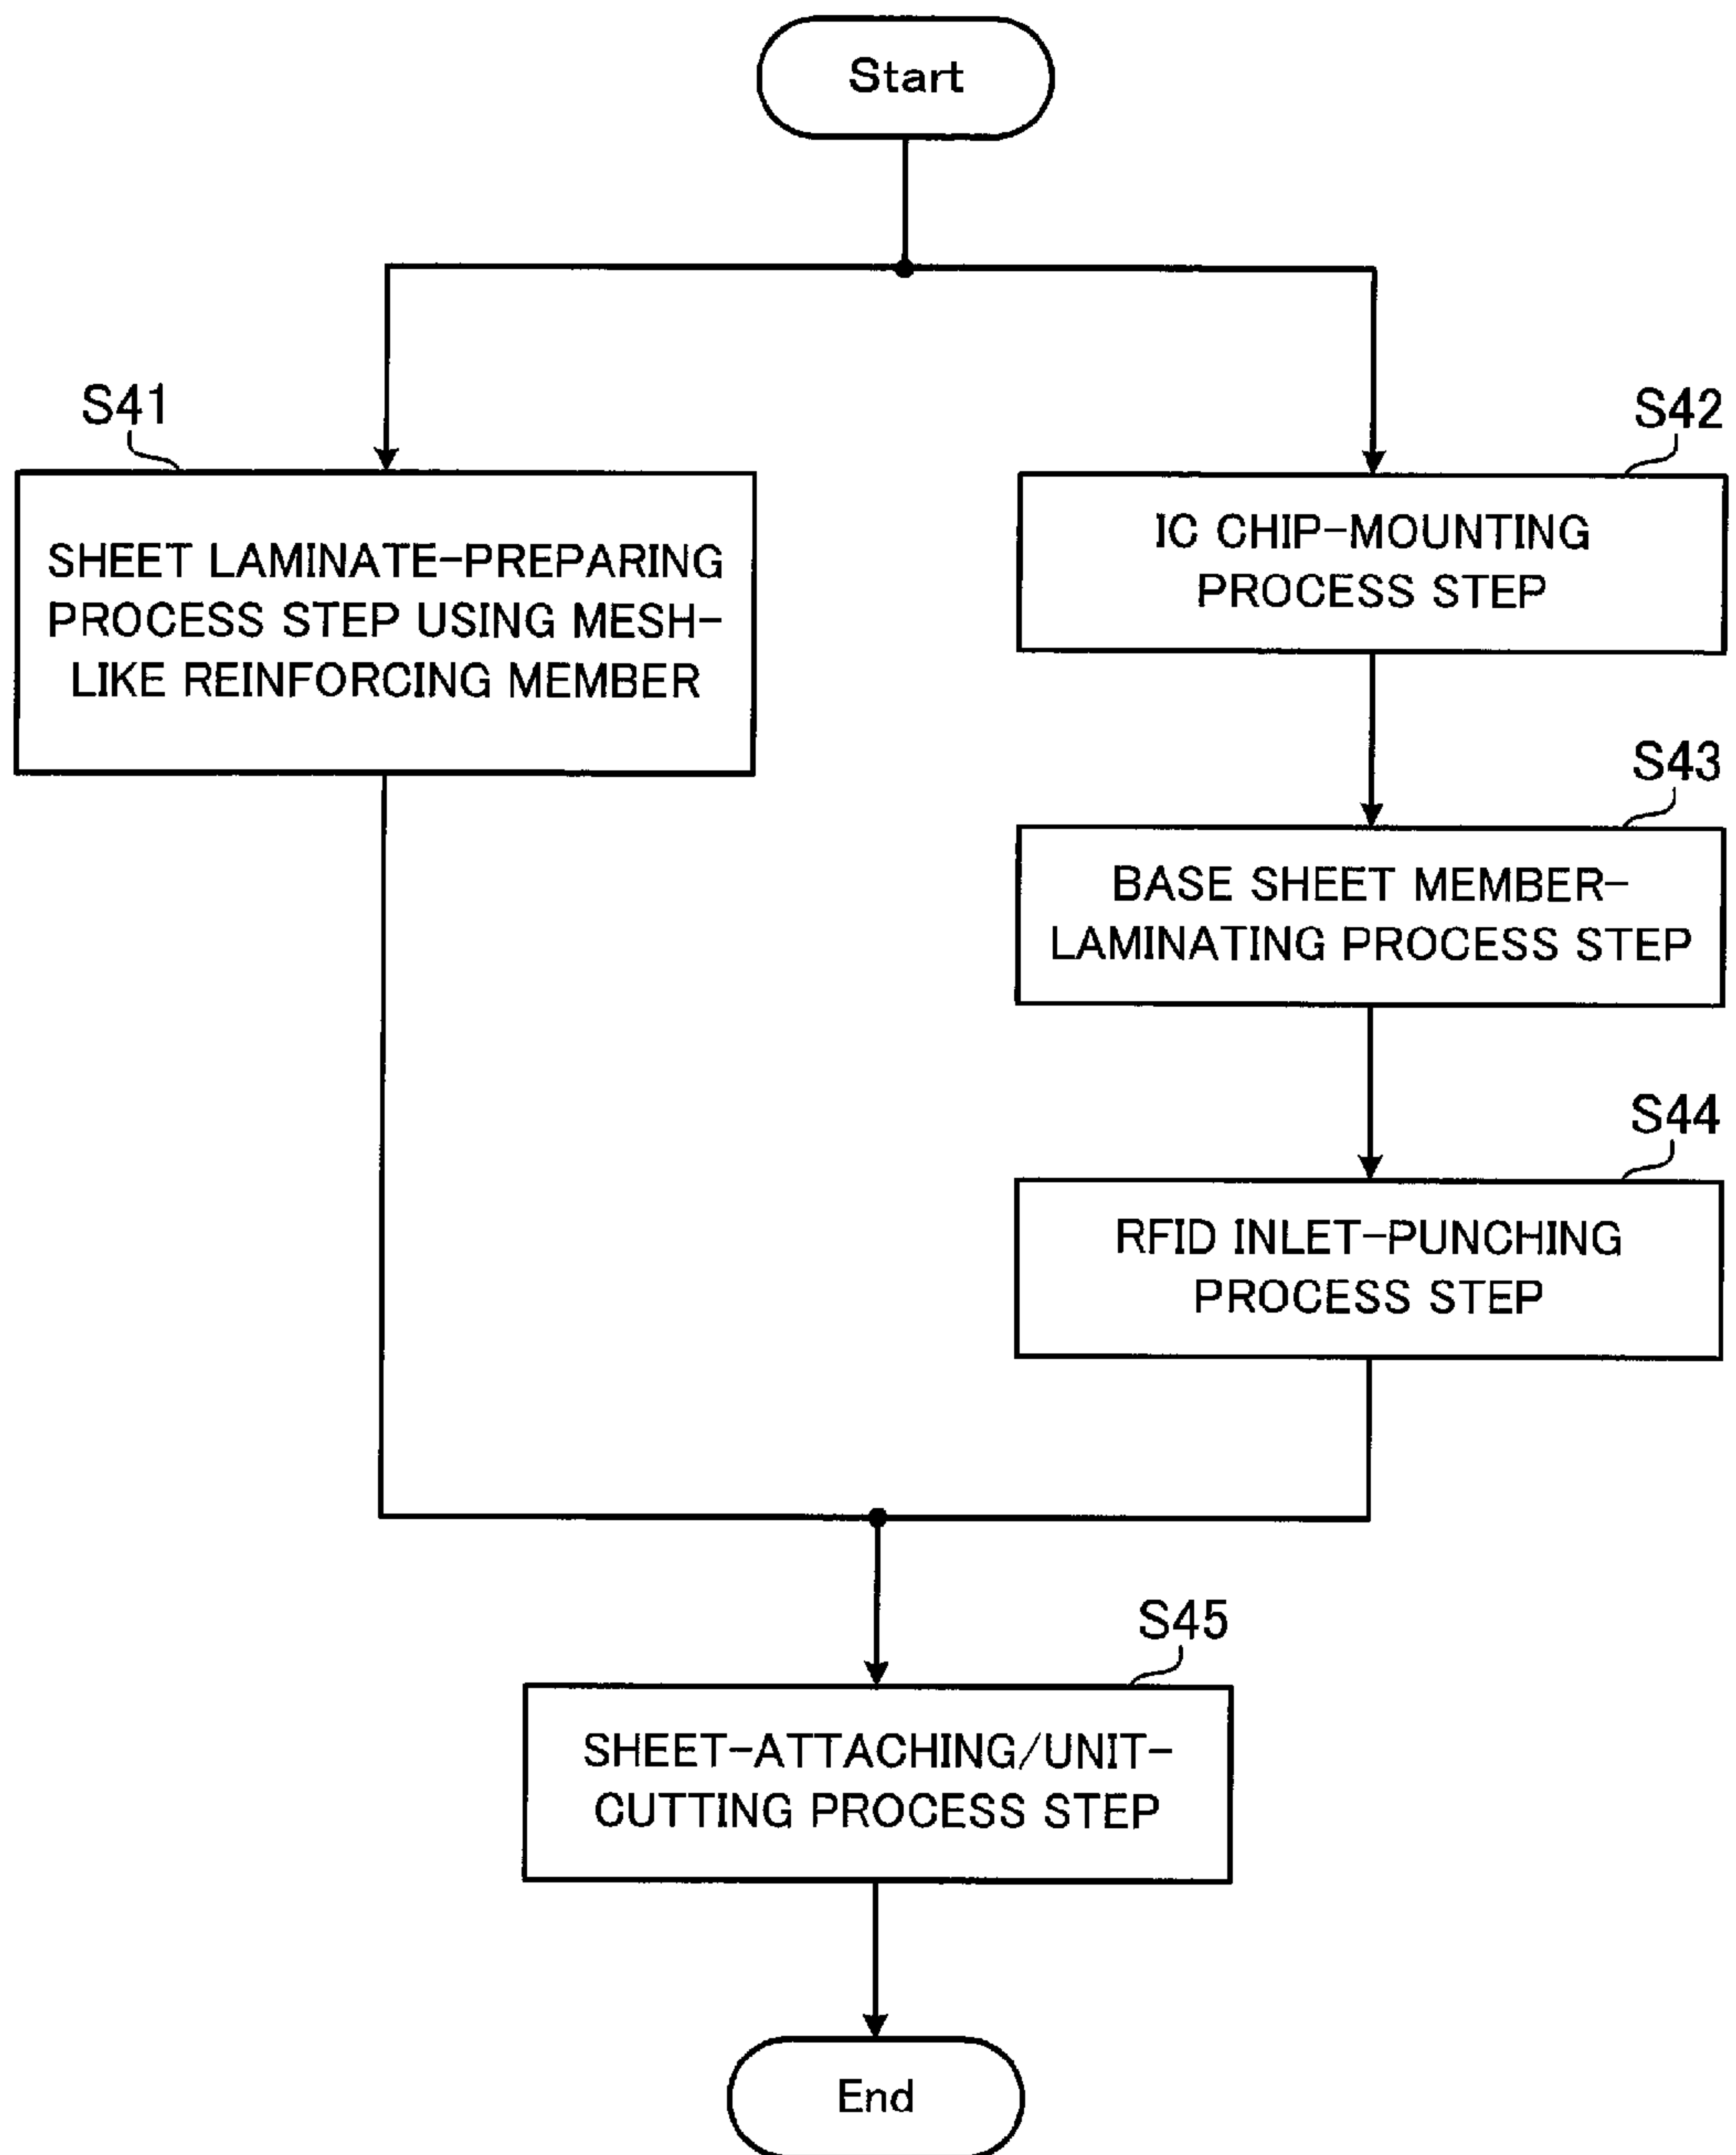 Start
S41
SHEET LAMINATE-PREPARING
PROCESS STEP USING MESH-
LIKE REINFORCING MEMBER
S42
IC CHIP-MOUNTING
PROCESS STEP
S43
BASE SHEET MEMBER-
LAMINATING PROCESS STEP
S44
RFID INLET-PUNCHING
PROCESS STEP
S45
SHEET-ATTACHING/UNIT-
CUTTING PROCESS STEP
End